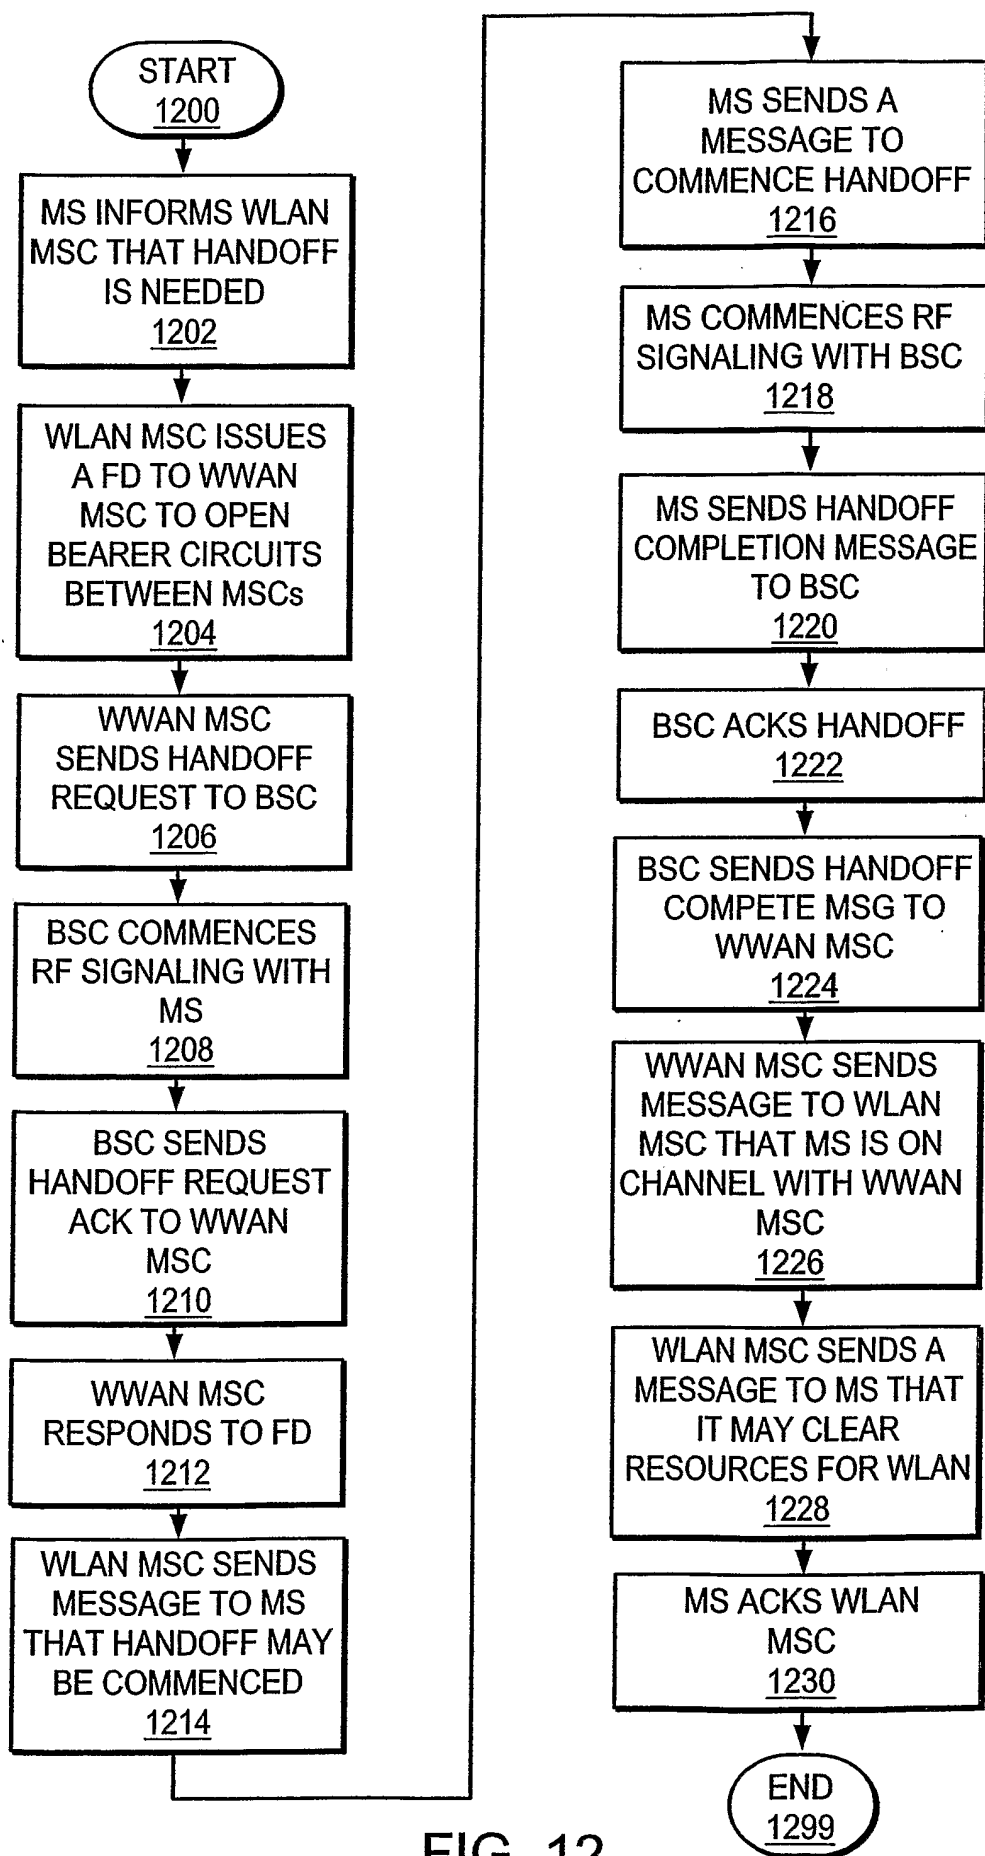 START
1200
MS INFORMS WLAN
MSC THAT HANDOFF
IS NEEDED
1202
WLAN MSC ISSUES
A FD TO WWAN
MSC TO OPEN
BEARER CIRCUITS
BETWEEN MSCs
1204
WWAN MSC
SENDS HANDOFF
REQUEST TO BSC
1206
BSC COMMENCES
RF SIGNALING WITH
MS
1208
BSC SENDS
HANDOFF REQUEST
ACK TO WWAN
MSC
1210
WWAN MSC
RESPONDS TO FD
1212
WLAN MSC SENDS
MESSAGE TO MS
THAT HANDOFF MAY
BE COMMENCED
1214
MS SENDS A
MESSAGE TO
COMMENCE HANDOFF
1216
MS COMMENCES RF
SIGNALING WITH BSC
1218
MS SENDS HANDOFF
COMPLETION MESSAGE
TO BSC
1220
BSC ACKS HANDOFF
1222
BSC SENDS HANDOFF
COMPETE MSG TO
WWAN MSC
1224
WWAN MSC SENDS
MESSAGE TO WLAN
MSC THAT MS IS ON
CHANNEL WITH WWAN
MSC
1226
WLAN MSC SENDS A
MESSAGE TO MS THAT
IT MAY CLEAR
RESOURCES FOR WLAN
1228
MS ACKS WLAN
MSC
1230
END
1299
FIG. 12